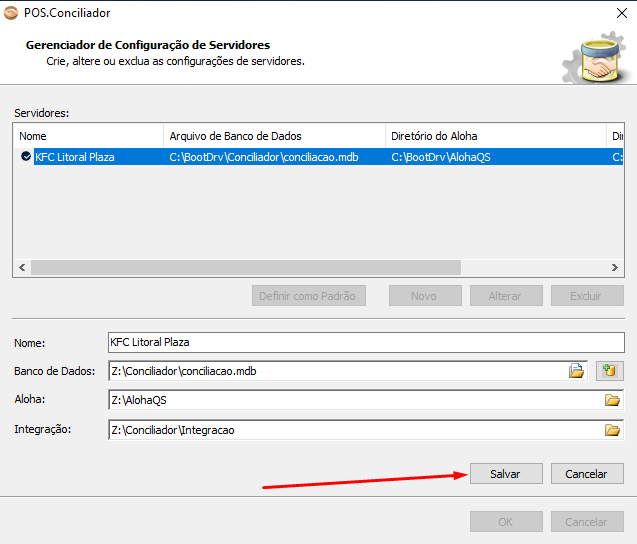 POS.Conciliador
Gerenciador de Configuração de Servidores
Crie, altere ou exclua as configurações de servidores.
Servidores:
Nome Arquivo de Banco de Dados Diretório do Aloha Dir
KFC Litoral Plaza C:\BootDrv\Conciliador\conciliacao.mdb C:\BootDrv\AlohaQS C:
Definir como Padrão Novo Alterar Excluir
Nome: KFC Litoral Plaza
Banco de Dados: Z:\Conciliador\conciliacao.mdb
Aloha: Z:\AlohaQS
Integração: Z:\Conciliador\Integracao
Salvar Cancelar
OK Cancelar